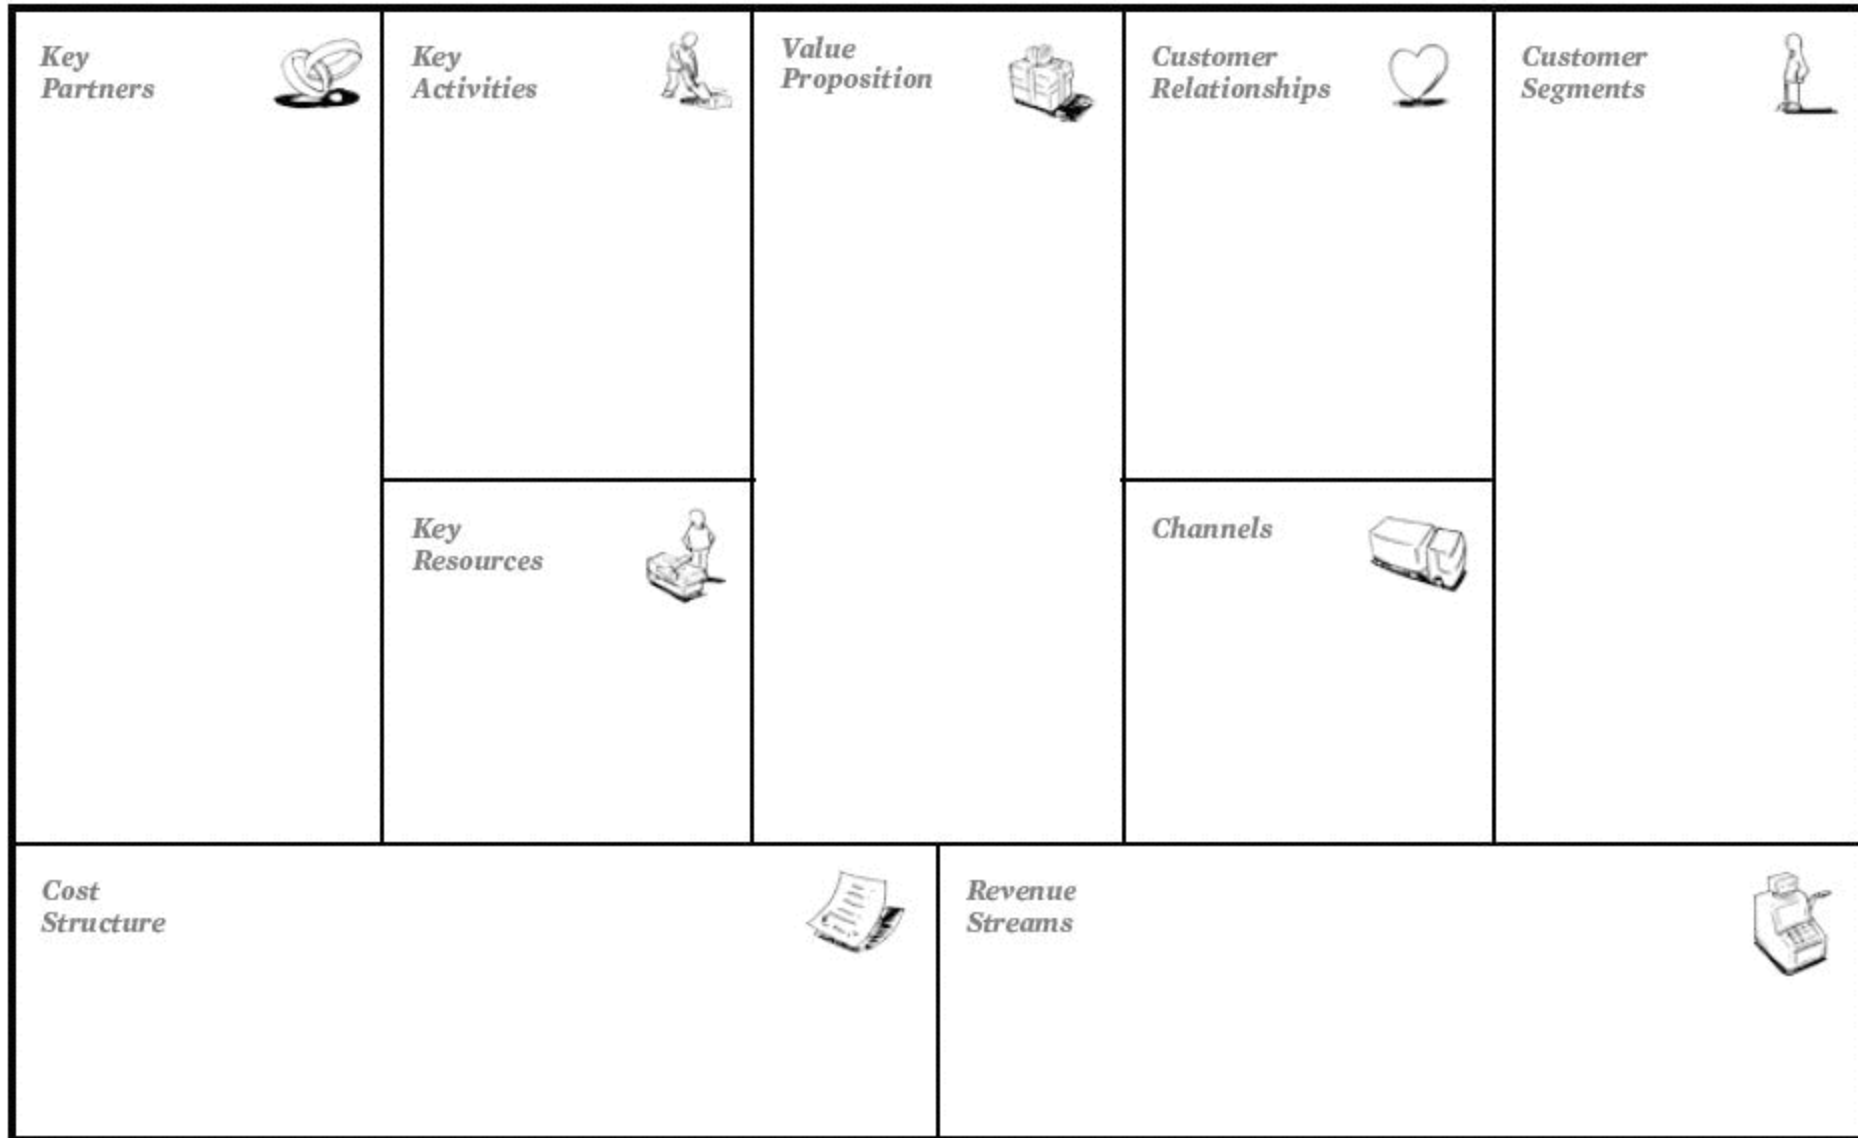 Key
Partners
Key
Activities
Value
Proposition
Customer
Relationships
Customer
Segments
Key
Resources
Channels
Cost
Structure
Revenue
Streams